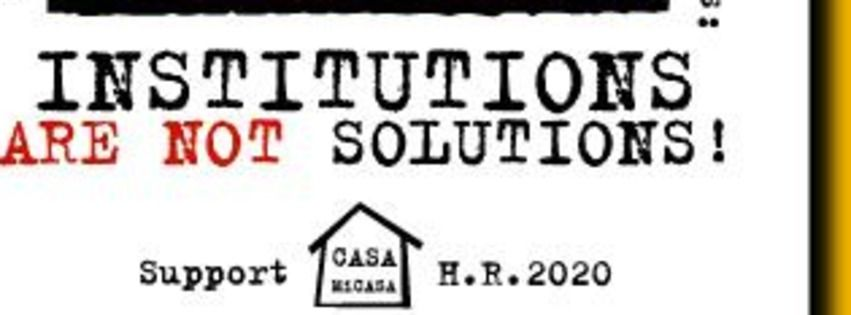 INSTITUTIONS
ARE NOT SOLUTIONS!
Support CASA H.R.2020
MiCASA